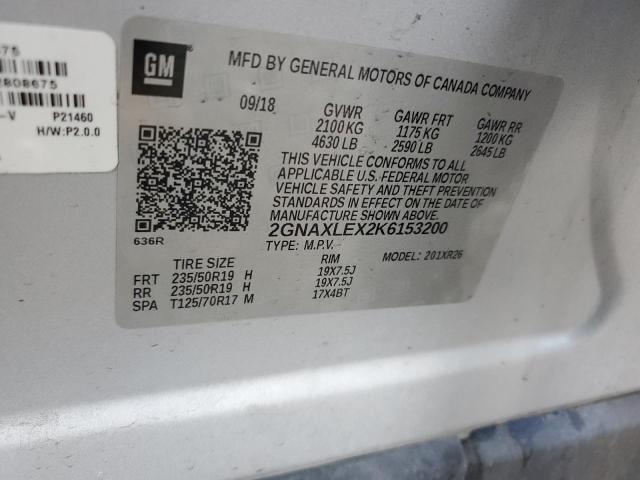 675
2808675
-V P21460
H/W:P2.0.0
GM
MFD BY GENERAL MOTORS OF CANADA COMPANY
09/18 GVWR GAWR FRT GAWR RR
2100 KG 1175 KG 1200 KG
4630 LB 2590 LB 2645 LB
THIS VEHICLE CONFORMS TO ALL
APPLICABLE U.S. FEDERAL MOTOR
VEHICLE SAFETY AND THEFT PREVENTION
STANDARDS IN EFFECT ON THE DATE OF
MANUFACTURE SHOWN ABOVE.
2GNAXLEX2K6153200
636R
TYPE: M.P.V. MODEL: 201XR26
TIRE SIZE RIM
FRT 235/50R19 H 19X7.5J
RR 235/50R19 H 19X7.5J
SPA T125/70R17 M 17X4BT